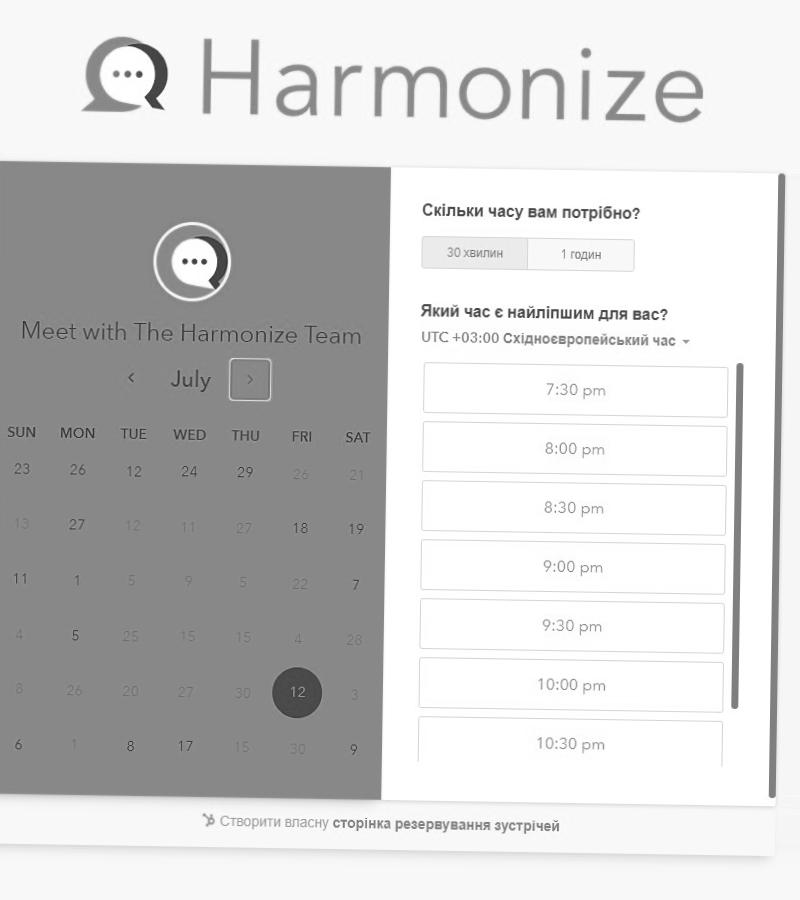 Harmonize
Meet with The Harmonize Team
July
SUN MON TUE WED THU FRI SAT
23 26 12 24 29 26 21
13 27 12 11 27 18 19
11 1 5 9 5 22 7
4 5 25 15 15 4 28
8 26 20 27 30 12 3
6 1 8 17 15 30 9
Скільки часу вам потрібно?
30 хвилин 1 годин
Який час є найліпшим для вас?
UTC +03:00 Східноєвропейський час
7:30 pm
8:00 pm
8:30 pm
9:00 pm
9:30 pm
10:00 pm
10:30 pm
Створити власну сторінка резервування зустрічей